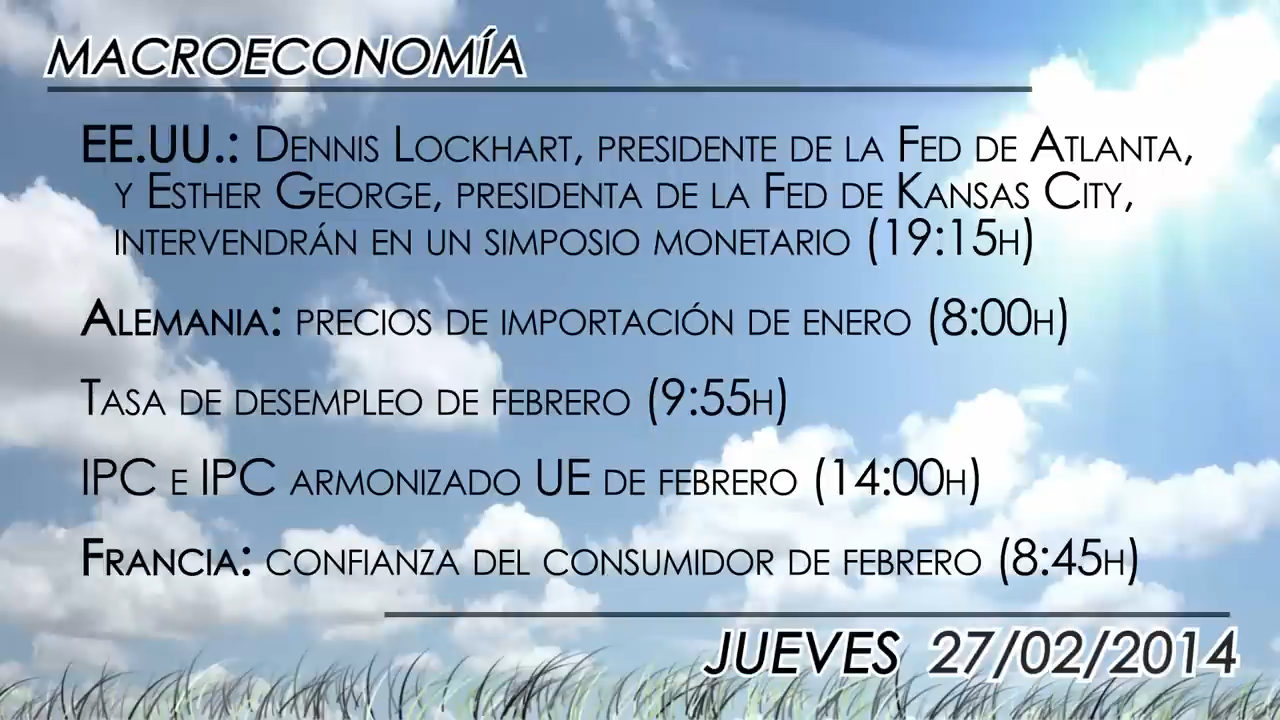 MACROECONOMÍA
EE.UU.: DENNIS LOCKHART, PRESIDENTE DE LA FED DE ATLANTA,
Y ESTHER GEORGE, PRESIDENTA DE LA FED DE KANSAS CITY,
INTERVENDRÁN EN UN SIMPOSIO MONETARIO (19:15H)
ALEMANIA: PRECIOS DE IMPORTACIÓN DE ENERO (8:00H)
TASA DE DESEMPLEO DE FEBRERO (9:55H)
IPC E IPC ARMONIZADO UE DE FEBRERO (14:00H)
FRANCIA: CONFIANZA DEL CONSUMIDOR DE FEBRERO (8:45H)
JUEVES 27/02/2014